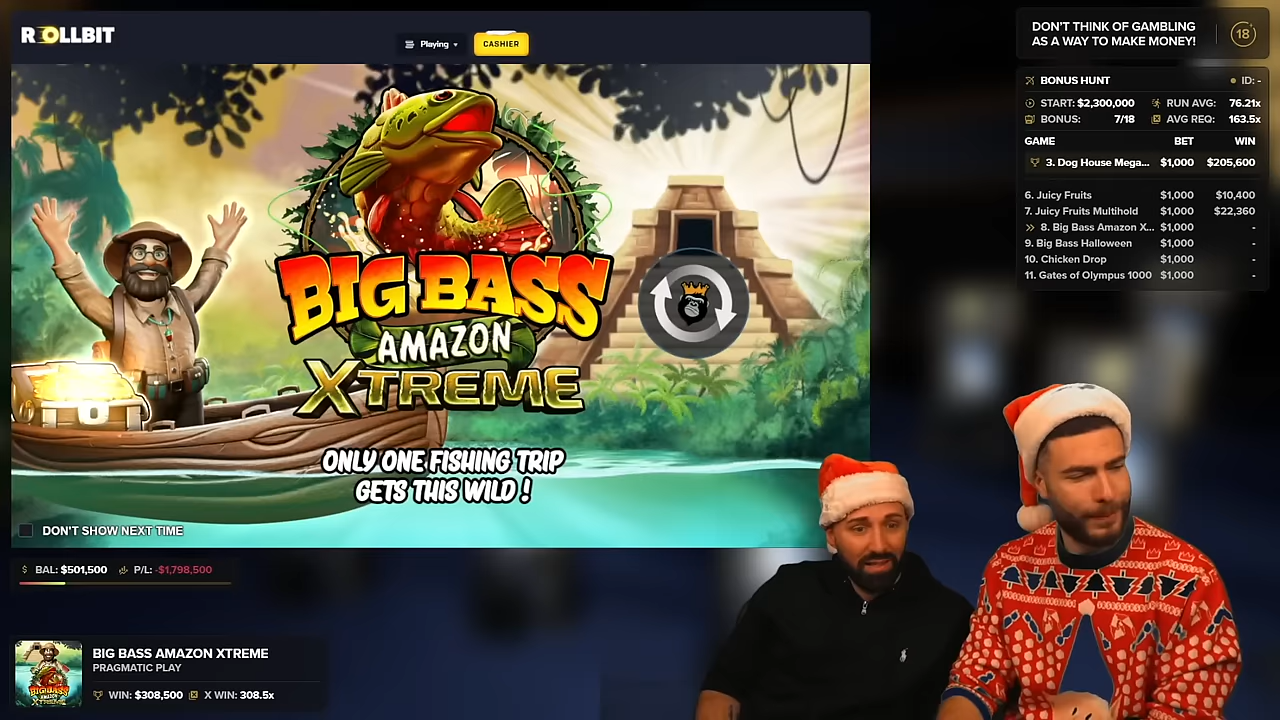 ROLLBIT
Playing
CASHIER
BIG BASS
AMAZON
XTREME
ONLY ONE FISHING TRIP
GETS THIS WILD !
DON'T SHOW NEXT TIME
BAL: $501,500 P/L: -$1,798,500
BIG BASS AMAZON XTREME
PRAGMATIC PLAY
WIN: $308,500 X WIN: 308.5x
DON'T THINK OF GAMBLING
AS A WAY TO MAKE MONEY!
18+
BONUS HUNT ID: -
START: $2,300,000 RUN AVG: 76.21x
BONUS: 7/18 AVG REQ: 163.5x
GAME BET WIN
3. Dog House Mega... $1,000 $205,600
6. Juicy Fruits $1,000 $10,400
7. Juicy Fruits Multihold $1,000 $22,360
8. Big Bass Amazon X... $1,000 -
9. Big Bass Halloween $1,000 -
10. Chicken Drop $1,000 -
11. Gates of Olympus 1000 $1,000 -